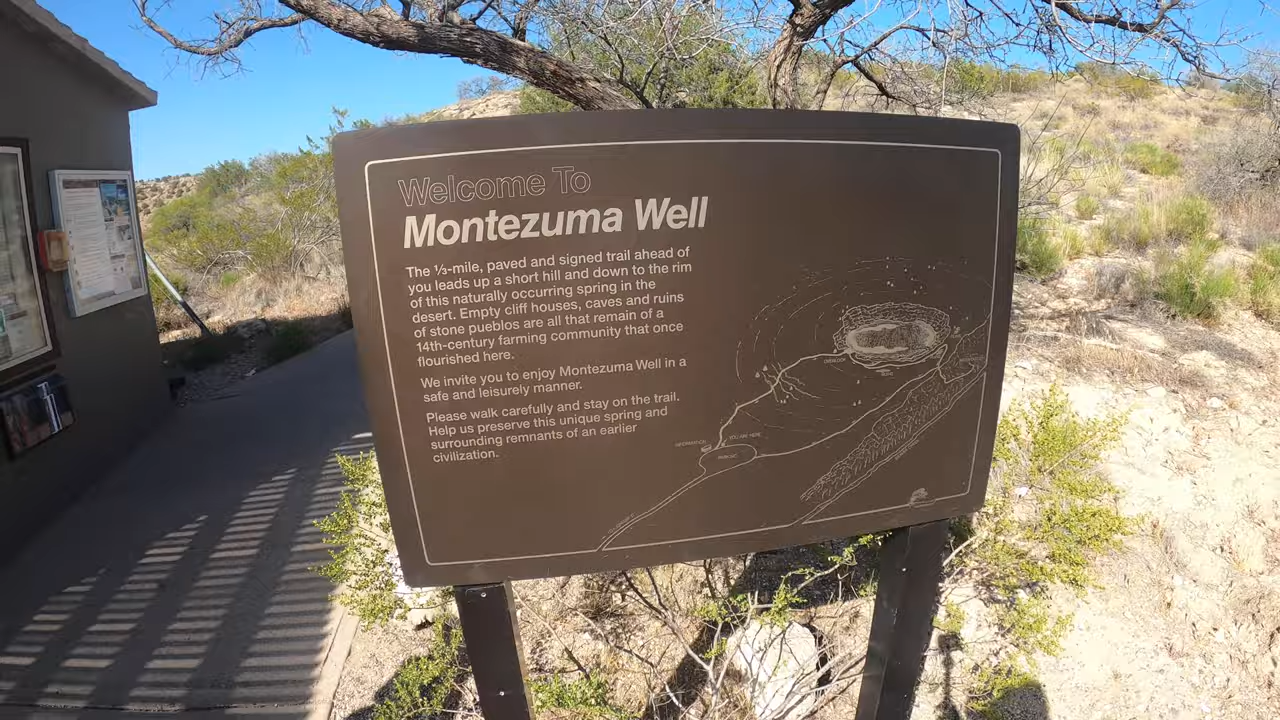 Welcome To
Montezuma Well
The ⅓-mile, paved and signed trail ahead of
you leads up a short hill and down to the rim
of this naturally occurring spring in the
desert. Empty cliff houses, caves and ruins
of stone pueblos are all that remain of a
14th-century farming community that once
flourished here.
We invite you to enjoy Montezuma Well in a
safe and leisurely manner.
Please walk carefully and stay on the trail.
Help us preserve this unique spring and
surrounding remnants of an earlier
civilization.
OVERLOOK
INFORMATION
YOU ARE HERE
PARKING